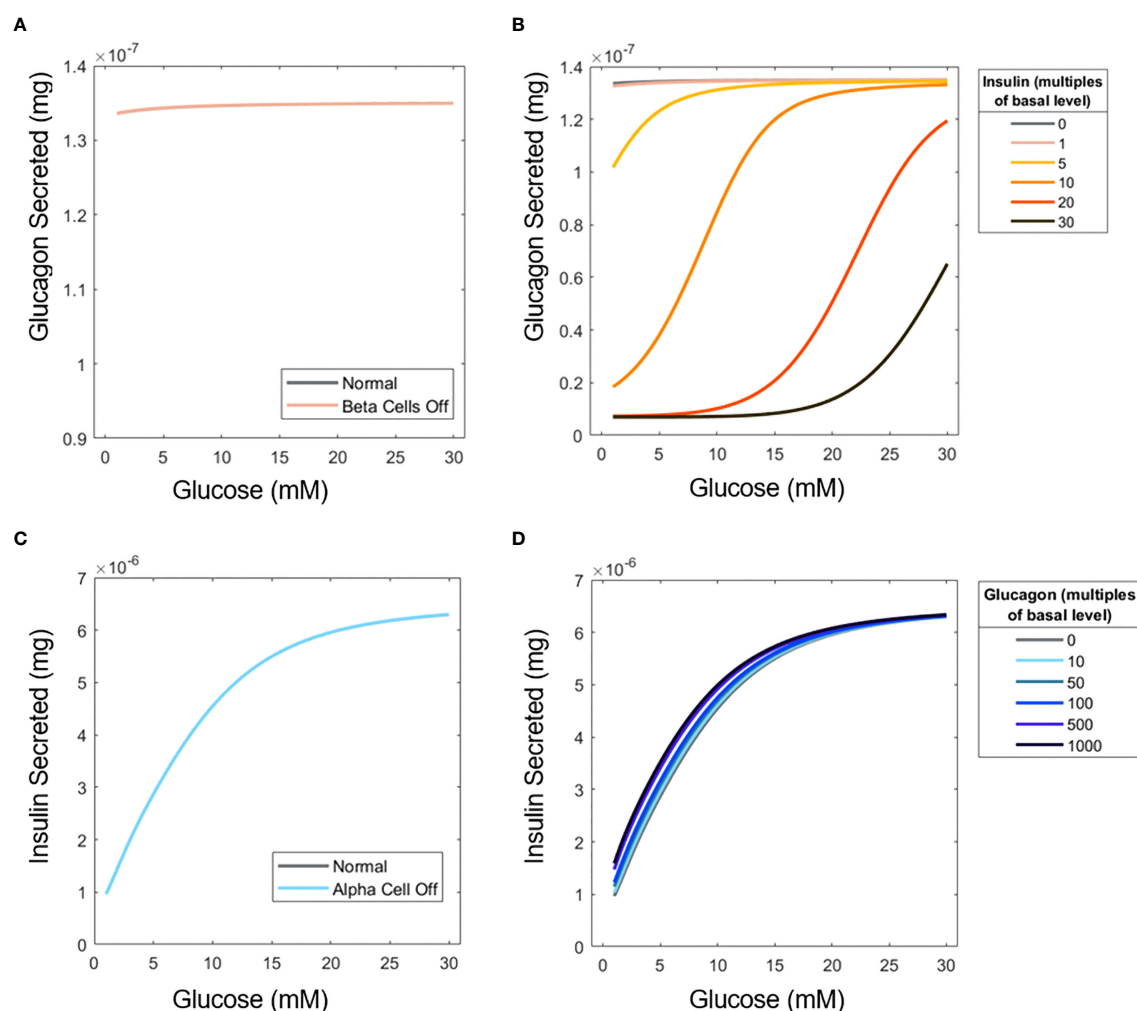 A
×10-7
1.4
1.3
1.2
1.1
1
0.9
Glucagon Secreted (mg)
Normal
Beta Cells Off
0 5 10 15 20 25 30
Glucose (mM)
B
×10-7
1.4
1.2
1
0.8
0.6
0.4
0.2
0
Glucagon Secreted (mg)
0 5 10 15 20 25 30
Glucose (mM)
Insulin (multiples
of basal level)
0
1
5
10
20
30
C
×10-6
7
6
5
4
3
2
1
0
Insulin Secreted (mg)
Normal
Alpha Cell Off
0 5 10 15 20 25 30
Glucose (mM)
D
×10-6
7
6
5
4
3
2
1
0
Insulin Secreted (mg)
0 5 10 15 20 25 30
Glucose (mM)
Glucagon (multiples
of basal level)
0
10
50
100
500
1000